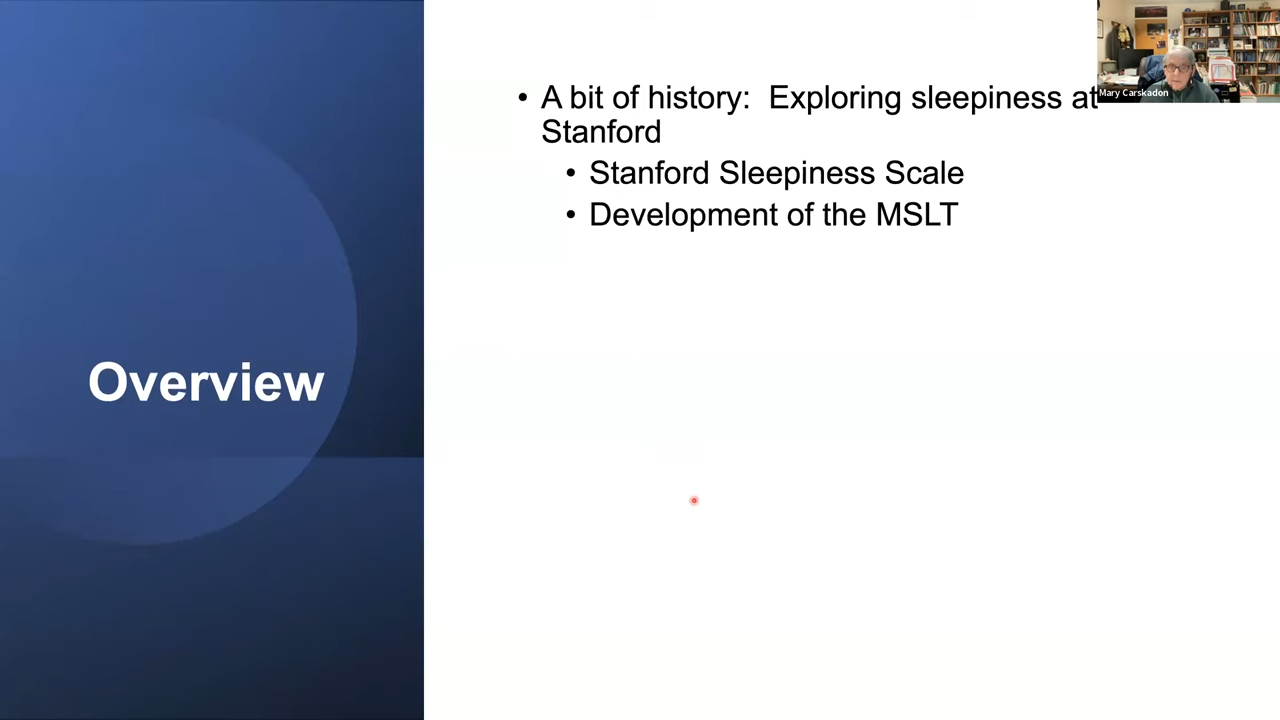 Overview
• A bit of history:  Exploring sleepiness at
Stanford
• Stanford Sleepiness Scale
• Development of the MSLT
Mary Carskadon